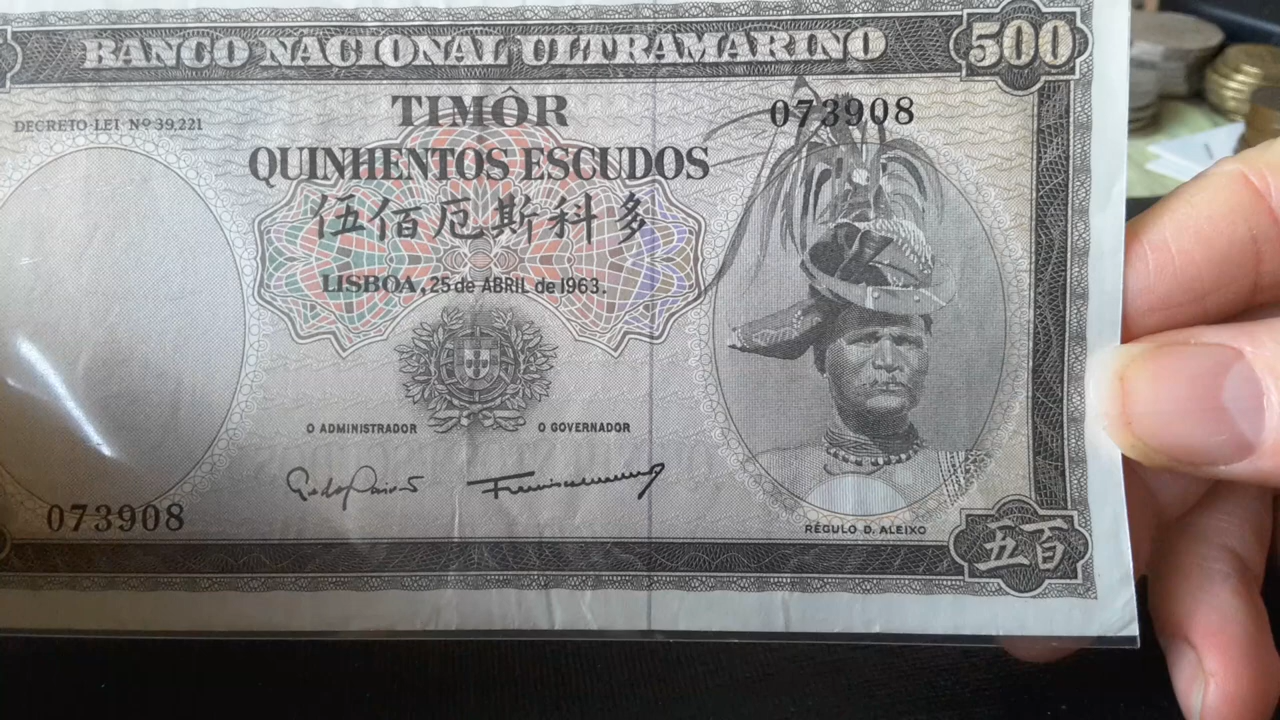 BANCO NACIONAL ULTRAMARINO
500
TIMÔR
073908
DECRETO-LEI Nº 39,221
QUINHENTOS ESCUDOS
伍佰厄斯科多
LISBOA, 25 de ABRIL de 1963.
O ADMINISTRADOR
O GOVERNADOR
073908
RÉGULO D. ALEIXO
五百